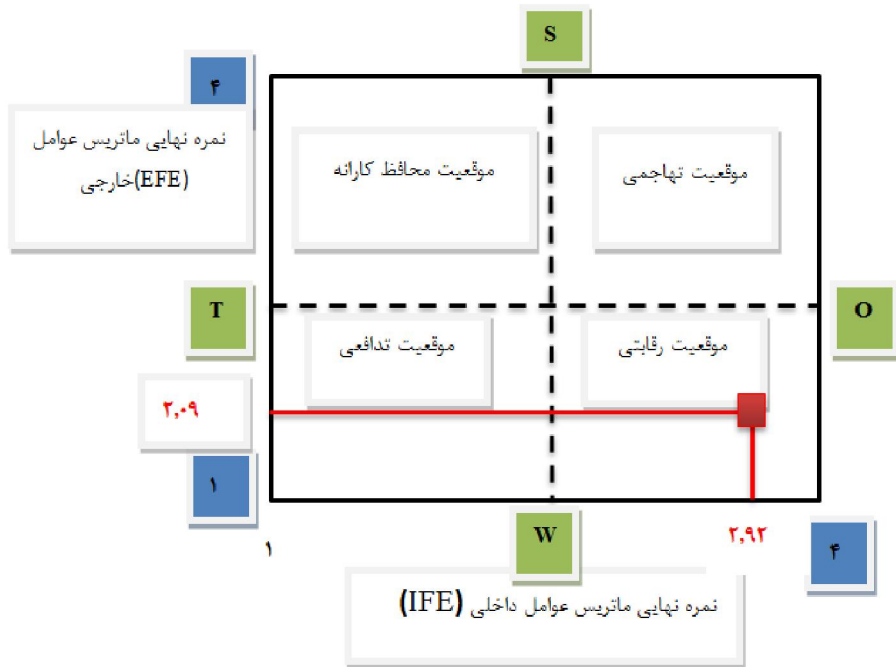 S
۴
نمره نهایی ماتریس عوامل
خارجی(EFE)
موقعیت محافظ کارانه
موقعیت تهاجمی
T
O
موقعیت تدافعی
موقعیت رقابتی
۲,۰۹
۱
۱
W
۲,۹۲
۴
نمره نهایی ماتریس عوامل داخلی (IFE)